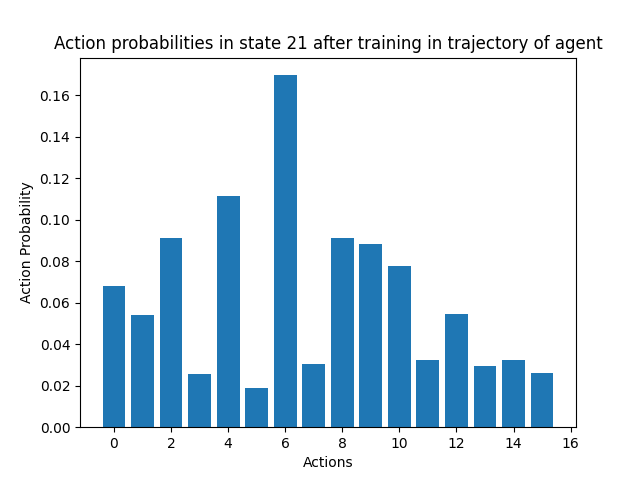 Action probabilities in state 21 after training in trajectory of agent
0.16
0.14
0.12
0.10
0.08
0.06
0.04
0.02
0.00
Action Probability
0 2 4 6 8 10 12 14 16
Actions